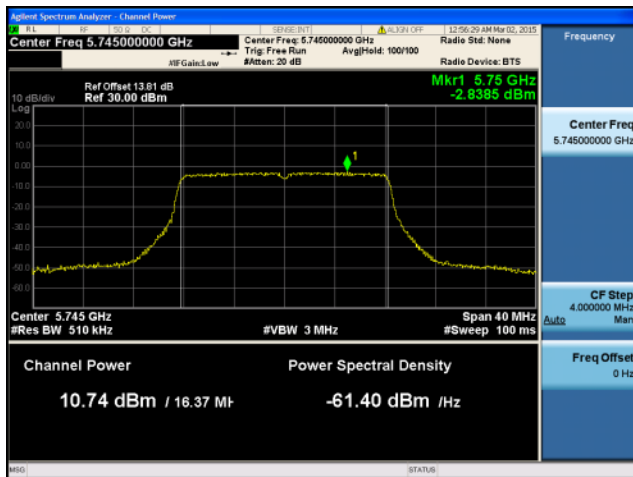 Agilent Spectrum Analyzer - Channel Power
RL RF 50 Ω DC SENSE:INT ALIGN OFF 12:56:29 AM Mar 02, 2015
Center Freq 5.745000000 GHz
Center Freq: 5.745000000 GHz Radio Std: None
Trig: Free Run Avg|Hold: 100/100
#IFGain:Low #Atten: 20 dB Radio Device: BTS
Mkr1 5.75 GHz
-2.8385 dBm
Ref Offset 13.81 dB
10 dB/div Ref 30.00 dBm
Log
20.0
10.0
0.00
-10.0
-20.0
-30.0
-40.0
-50.0
-60.0
1
Center 5.745 GHz Span 40 MHz
#Res BW 510 kHz #VBW 3 MHz #Sweep 100 ms
Channel Power Power Spectral Density
10.74 dBm / 16.37 MH -61.40 dBm /Hz
MSG STATUS
Frequency
Center Freq
5.745000000 GHz
CF Step
4.000000 MHz
Auto Man
Freq Offset
0 Hz